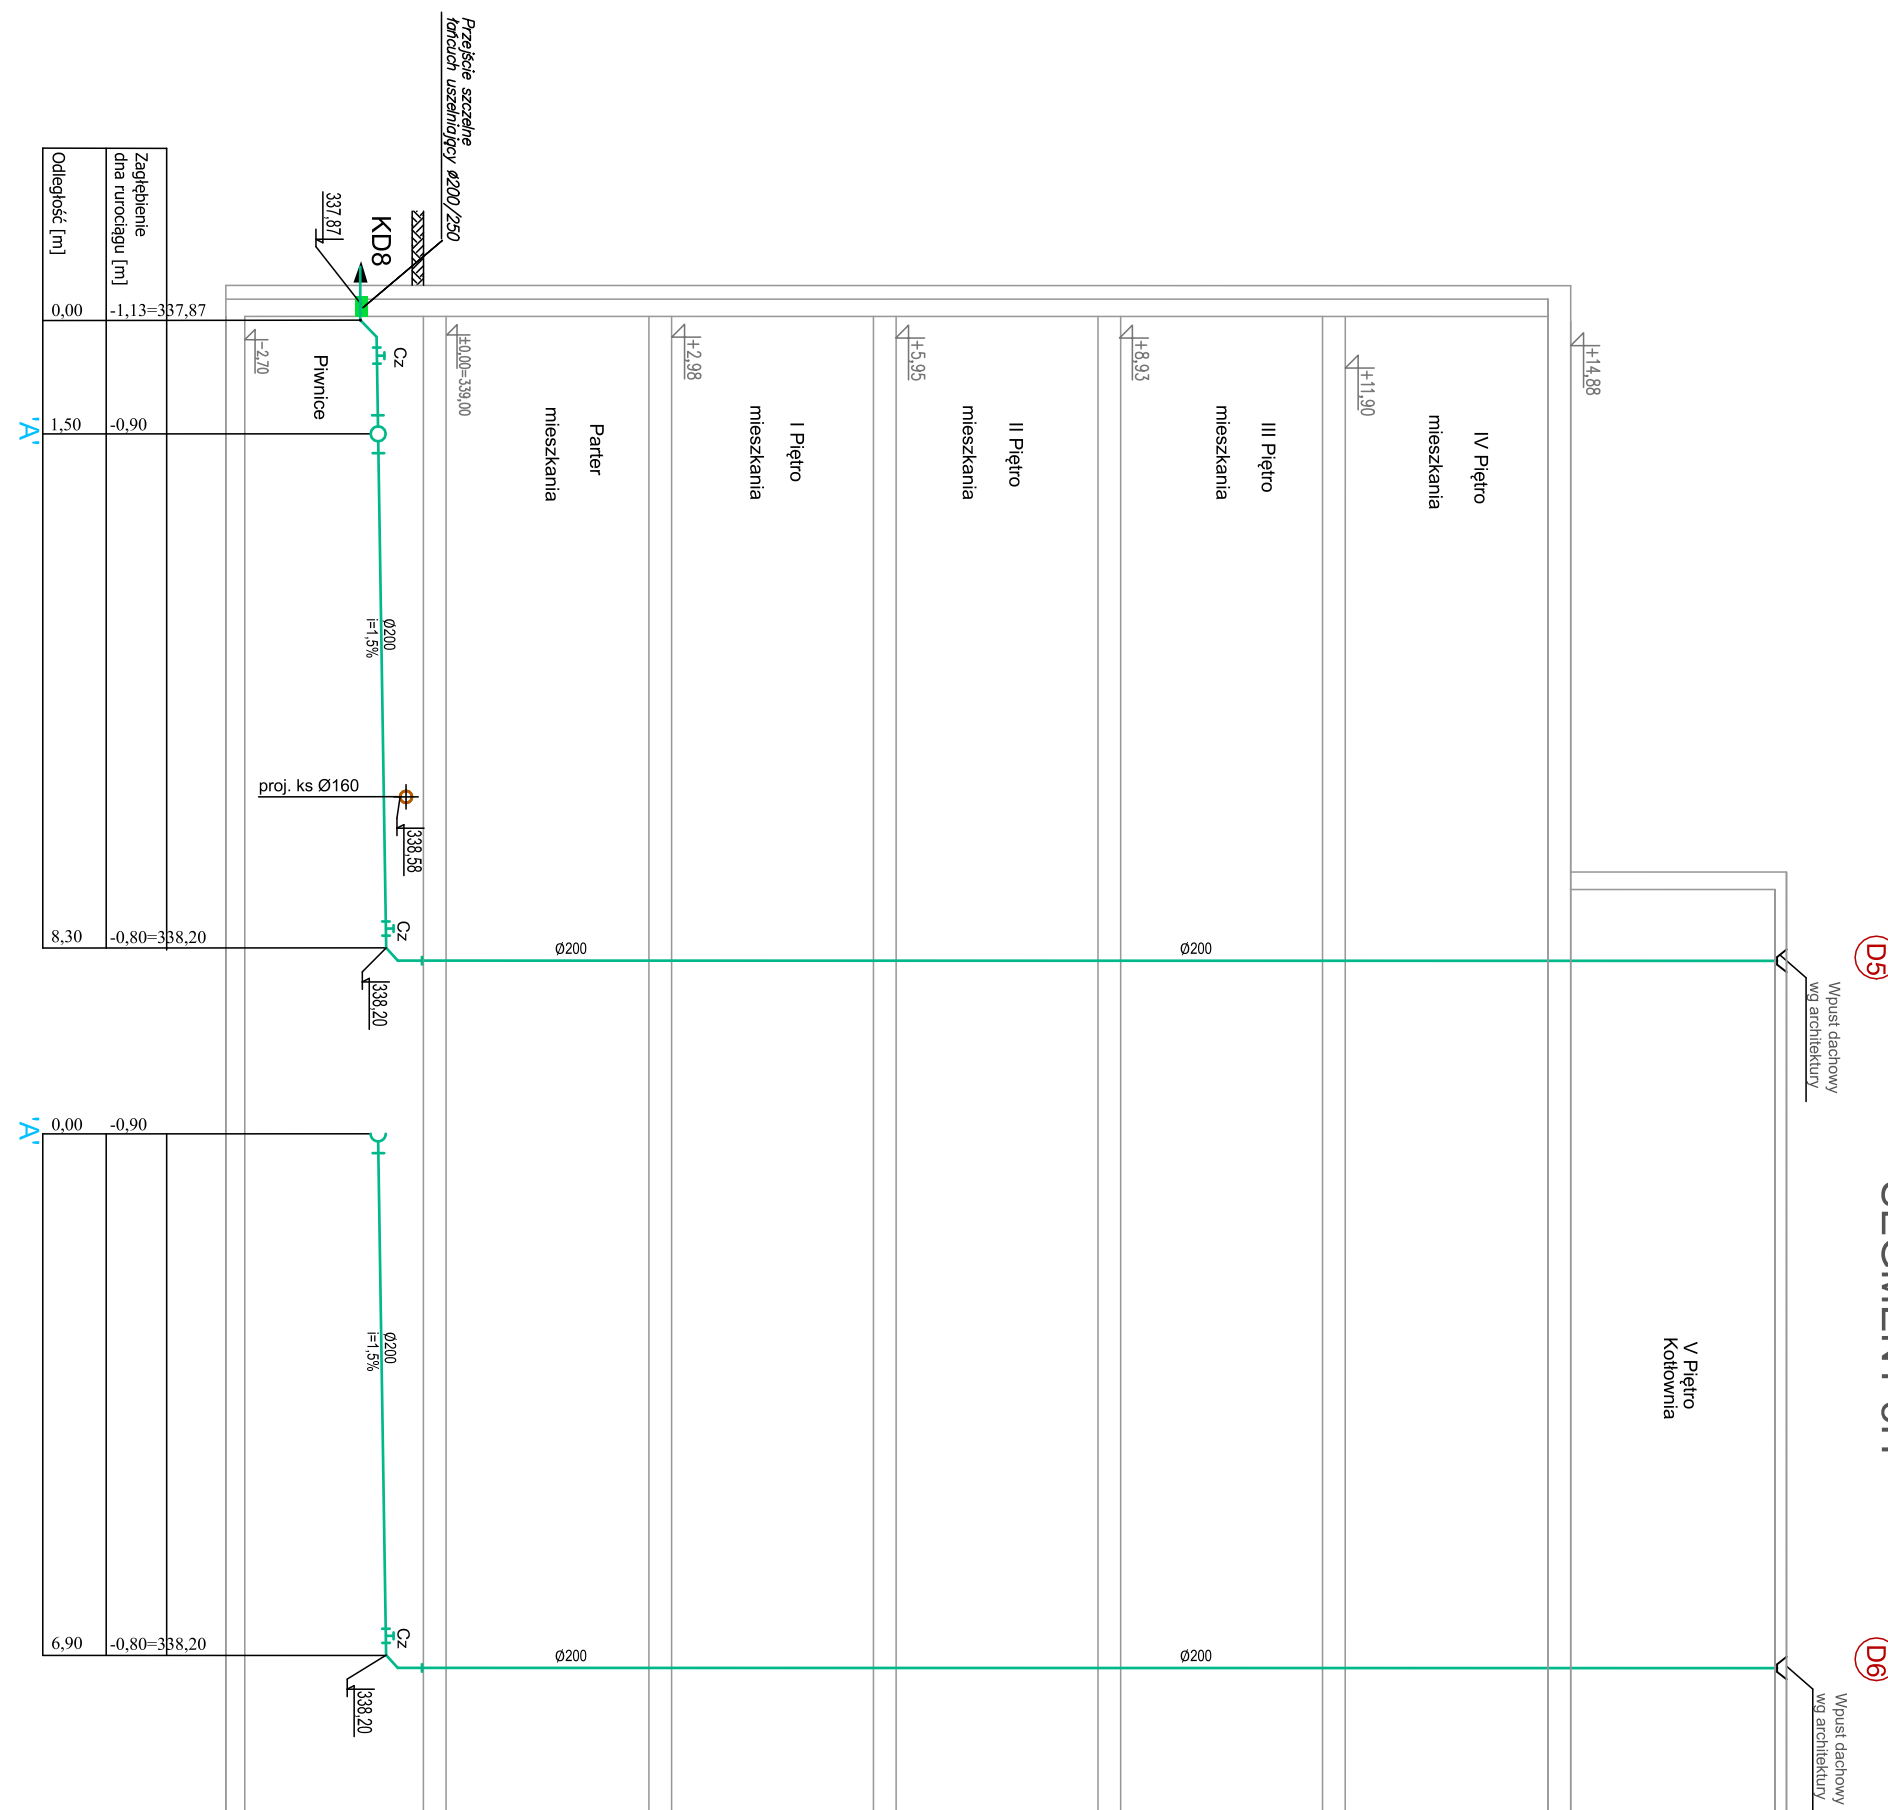 Przejście szczelne
łańcuch uszelniający ø200/250
KD8
337,87
Zagłębienie
dna rurociągu [m]
Odległość [m]
0,00
-1,13=337,87
1,50
-0,90
8,30
-0,80=338,20
'A'
0,00
-0,90
6,90
-0,80=338,20
'A'
-2,70
±0,00=339,00
+2,98
+5,95
+8,93
+11,90
+14,88
Piwnice
Parter
mieszkania
I Piętro
mieszkania
II Piętro
mieszkania
III Piętro
mieszkania
IV Piętro
mieszkania
V Piętro
Kotłownia
Cz
Ø200
i=1,5%
proj. ks Ø160
338,58
Cz
338,20
Ø200
Ø200
D5
Wpust dachowy
wg architektury
Ø200
i=1,5%
Cz
338,20
Ø200
Ø200
D6
Wpust dachowy
wg architektury